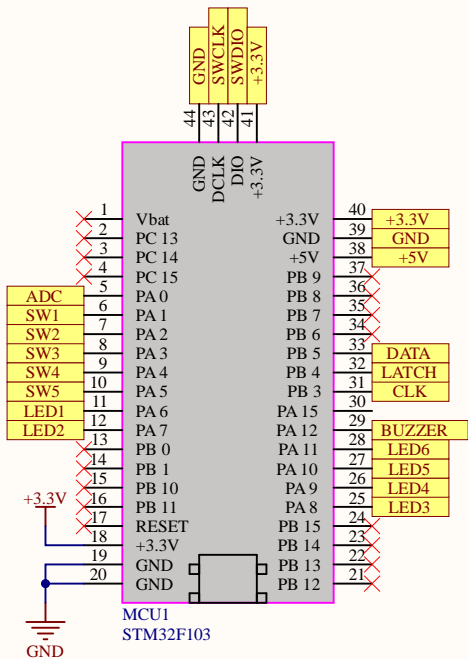 GND
SWCLK
SWDIO
+3.3V
44
43
42
41
GND
DCLK
DIO
+3.3V
1 Vbat +3.3V 40 +3.3V
2 PC 13 GND 39 GND
3 PC 14 +5V 38 +5V
4 PC 15 PB 9 37
ADC 5 PA 0 PB 8 36
SW1 6 PA 1 PB 7 35
SW2 7 PA 2 PB 6 34
SW3 8 PA 3 PB 5 33 DATA
SW4 9 PA 4 PB 4 32 LATCH
SW5 10 PA 5 PB 3 31 CLK
LED1 11 PA 6 PA 15 30
LED2 12 PA 7 PA 12 29 BUZZER
13 PB 0 PA 11 28 LED6
14 PB 1 PA 10 27 LED5
15 PB 10 PA 9 26 LED4
16 PB 11 PA 8 25 LED3
+3.3V
17 RESET PB 15 24
18 +3.3V PB 14 23
19 GND PB 13 22
20 GND PB 12 21
MCU1
STM32F103
GND